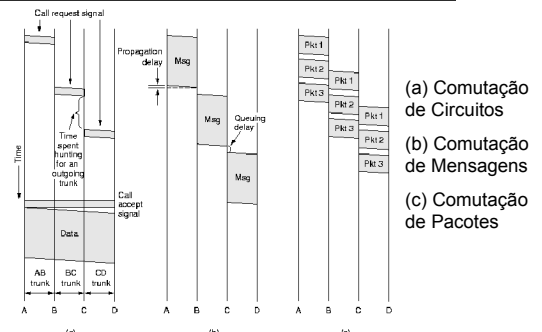 Call request signal
Time
Time
spent
hunting
for an
outgoing
trunk
Call
accept
signal
Data
AB
trunk
BC
trunk
CD
trunk
A B C D
Propagation
delay
Msg
Msg
Queuing
delay
Msg
A B C D
Pkt 1
Pkt 2
Pkt 3
Pkt 1
Pkt 2
Pkt 3
Pkt 1
Pkt 2
Pkt 3
A B C D
(a) Comutação
de Circuitos
(b) Comutação
de Mensagens
(c) Comutação
de Pacotes